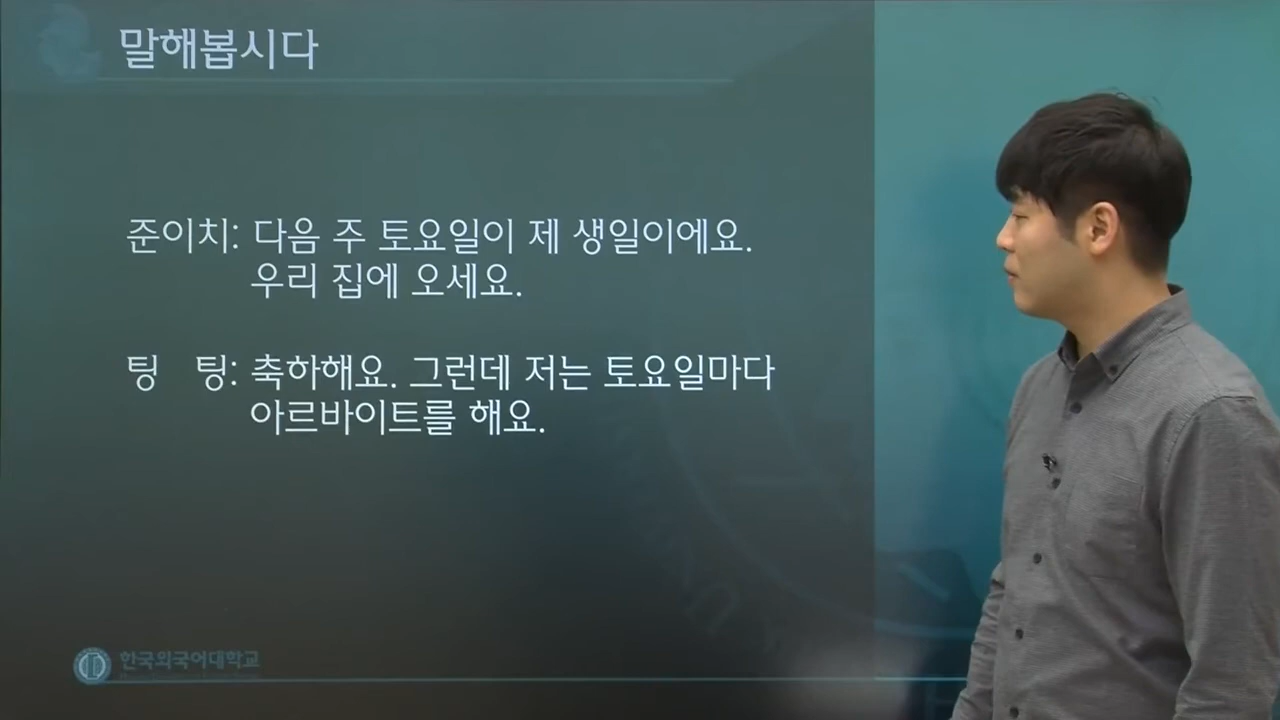 말해봅시다
준이치: 다음 주 토요일이 제 생일이에요.
우리 집에 오세요.
팅 팅: 축하해요. 그런데 저는 토요일마다
아르바이트를 해요.
한국외국어대학교